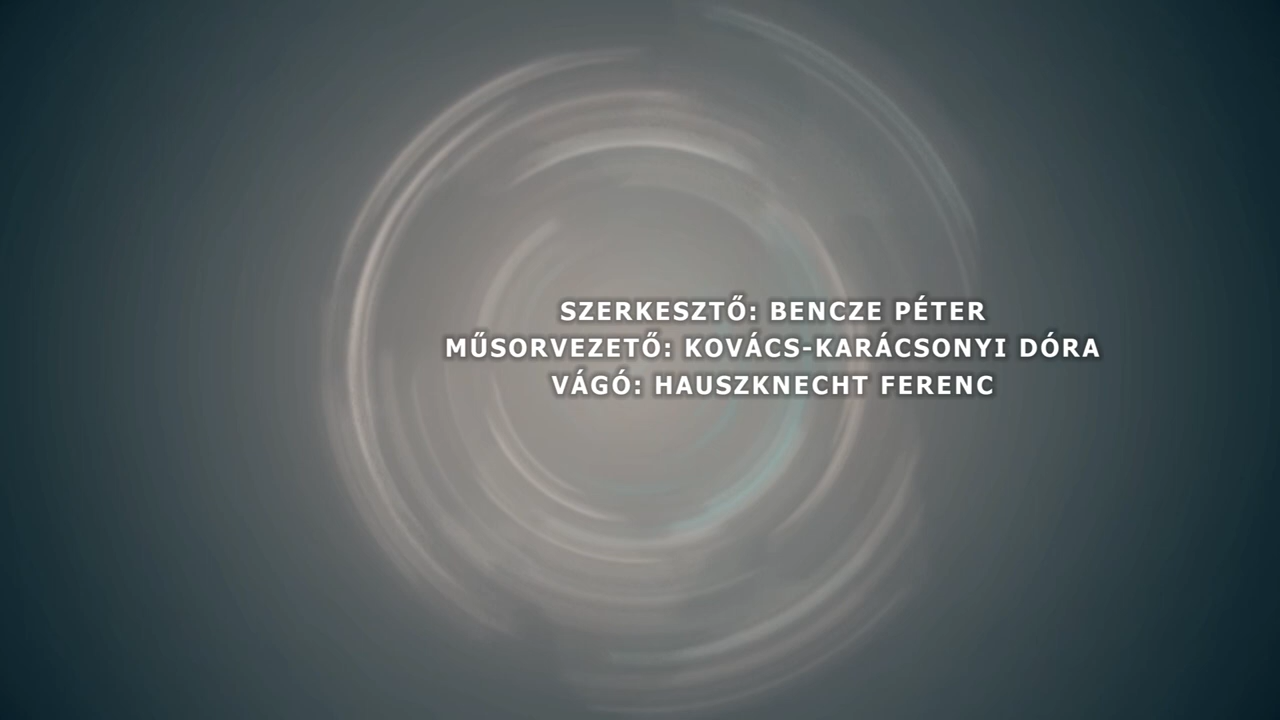 SZERKESZTŐ: BENCZE PÉTER
MŰSORVEZETŐ: KOVÁCS-KARÁCSONYI DÓRA
VÁGÓ: HAUSZKNECHT FERENC